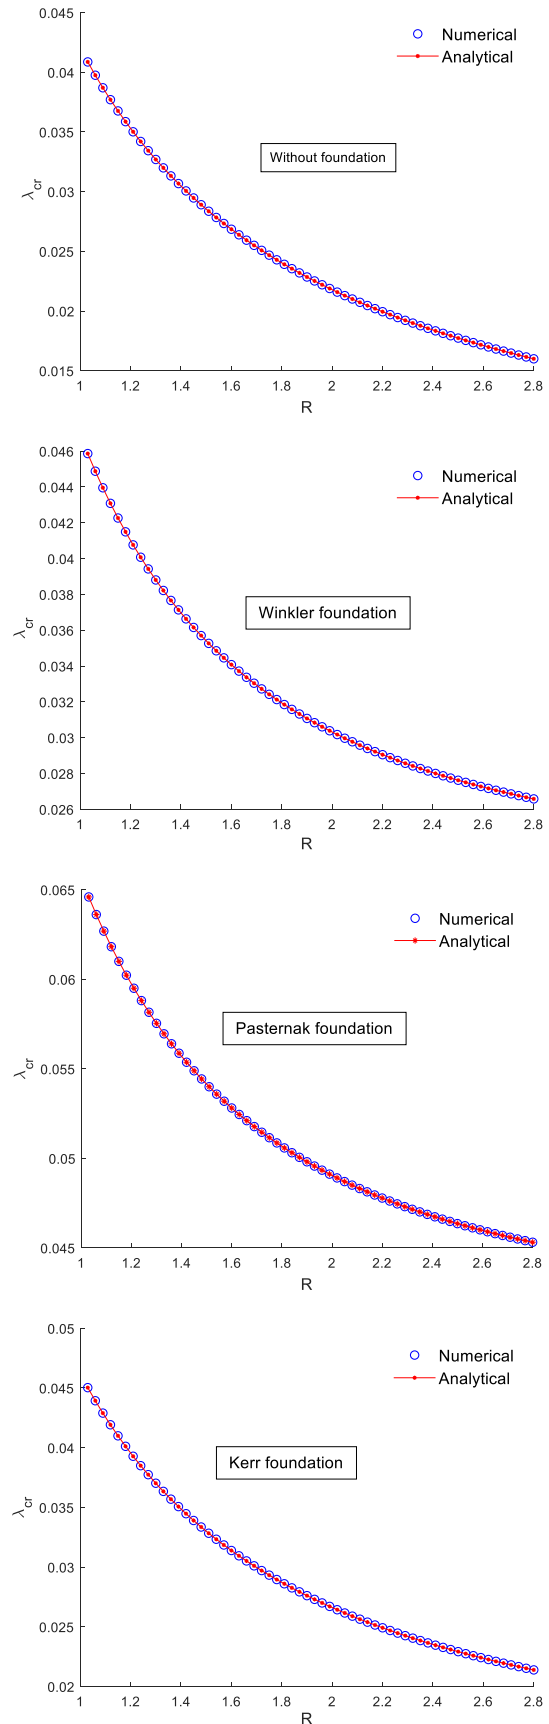 0.045
0.04
0.035
0.03
0.025
0.02
0.015
λcr
Numerical
Analytical
Without foundation
1 1.2 1.4 1.6 1.8 2 2.2 2.4 2.6 2.8
R
0.046
0.044
0.042
0.04
0.038
0.036
0.034
0.032
0.03
0.028
0.026
λcr
Numerical
Analytical
Winkler foundation
1 1.2 1.4 1.6 1.8 2 2.2 2.4 2.6 2.8
R
0.065
0.06
0.055
0.05
0.045
λcr
Numerical
Analytical
Pasternak foundation
1 1.2 1.4 1.6 1.8 2 2.2 2.4 2.6 2.8
R
0.05
0.045
0.04
0.035
0.03
0.025
0.02
λcr
Numerical
Analytical
Kerr foundation
1 1.2 1.4 1.6 1.8 2 2.2 2.4 2.6 2.8
R